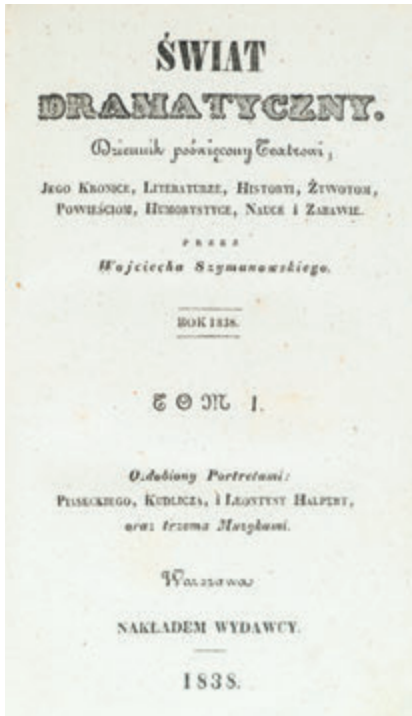 ŚWIAT
DRAMATYCZNY.
Dziennik poświęcony Teatrowi,
JEGO KRONICE, LITERATURZE, HISTORYI, ŻYWOTOM,
POWIEŚCIOM, HUMORYSTYCE, NAUCE I ZABAWIE.
PRZEZ
Wojciecha Szymanowskiego.
ROK 1838.
TOM I.
Ozdobiony Portretami:
PIASECKIEGO, KUDLICZA, i LEONTYNY HALPERT,
oraz trzema Muzykami.
Warszawa
NAKŁADEM WYDAWCY.
1838.